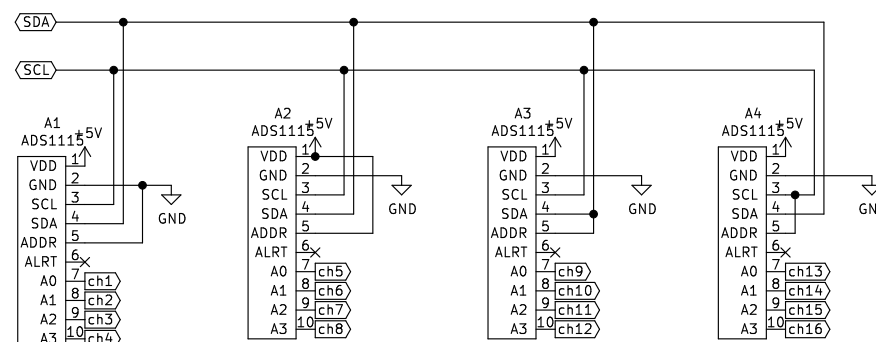 SDA
SCL
A1
ADS1115
+5V
VDD 1
GND 2
SCL 3
SDA 4
ADDR 5
ALRT 6
A0 7 ch1
A1 8 ch2
A2 9 ch3
A3 10 ch4
GND
A2
ADS1115
+5V
VDD 1
GND 2
SCL 3
SDA 4
ADDR 5
ALRT 6
A0 7 ch5
A1 8 ch6
A2 9 ch7
A3 10 ch8
GND
A3
ADS1115
+5V
VDD 1
GND 2
SCL 3
SDA 4
ADDR 5
ALRT 6
A0 7 ch9
A1 8 ch10
A2 9 ch11
A3 10 ch12
GND
A4
ADS1115
+5V
VDD 1
GND 2
SCL 3
SDA 4
ADDR 5
ALRT 6
A0 7 ch13
A1 8 ch14
A2 9 ch15
A3 10 ch16
GN